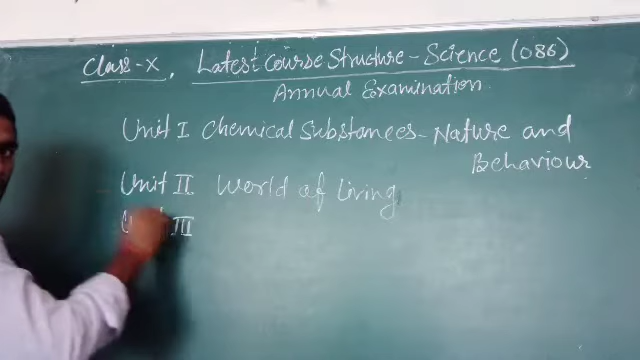 Class-X, Latest Course Structure - Science (086)
Annual Examination
Unit I Chemical Substances - Nature and
Behaviour
Unit II World of Living
Unit III